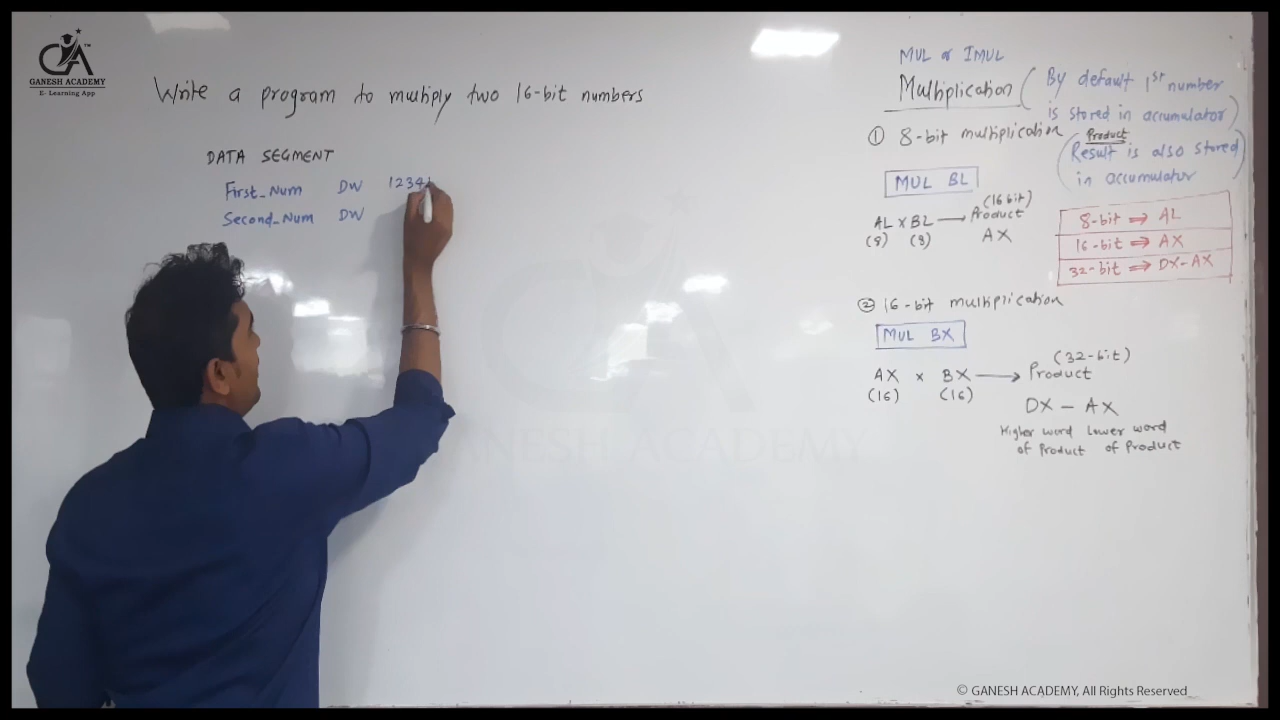 GANESH ACADEMY
E- Learning App
Write a program to multiply two 16-bit numbers
DATA SEGMENT
First_Num DW 1234
Second_Num DW
MUL or IMUL
Multiplication (By default 1st number
is stored in accumulator)
① 8-bit multiplication
Product
(Result is also stored
in accumulator)
MUL BL
(16 bit)
AL x BL → Product
(8) (8) AX
8-bit ⇒ AL
16-bit ⇒ AX
32-bit ⇒ DX-AX
② 16-bit multiplication
MUL BX
(32-bit)
AX x BX → Product
(16) (16)
DX - AX
Higher word Lower word
of Product of Product
GANESH ACADEMY
© GANESH ACADEMY, All Rights Reserved